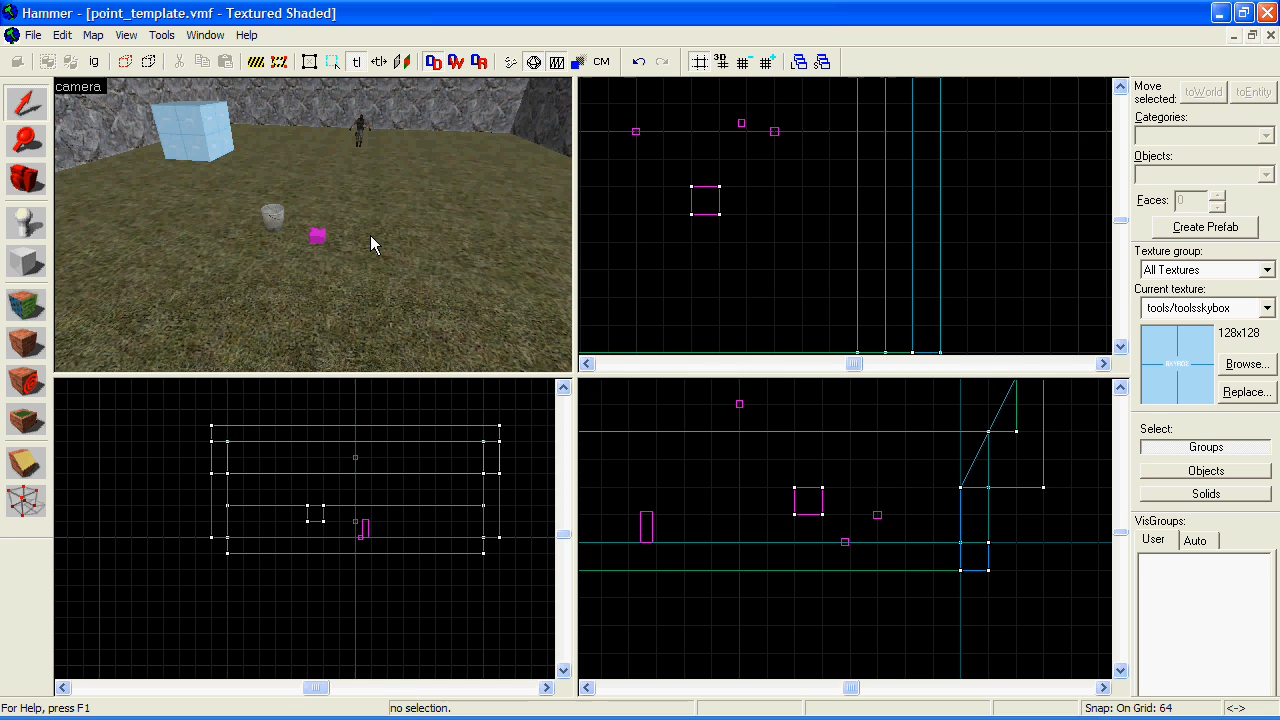 Hammer - [point_template.vmf - Textured Shaded]
File Edit Map View Tools Window Help
camera
Move
selected:
toWorld
toEntity
Categories:
Objects:
Faces:
0
Create Prefab
Texture group:
All Textures
Current texture:
tools/toolsskybox
128x128
Browse...
Replace...
Select:
Groups
Objects
Solids
VisGroups:
User
Auto
For Help, press F1
no selection.
Snap: On Grid: 64
<->